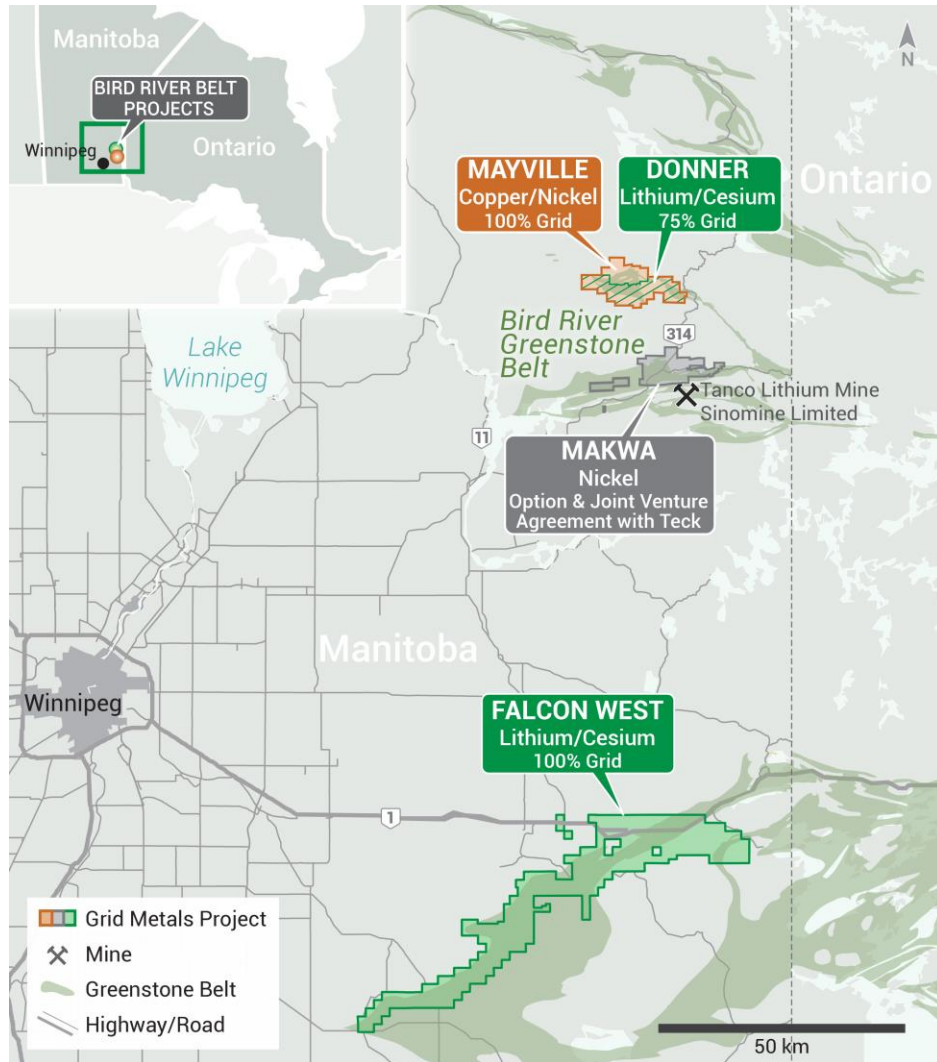 Manitoba
BIRD RIVER BELT
PROJECTS
Winnipeg
Ontario
N
MAYVILLE
Copper/Nickel
100% Grid
DONNER
Lithium/Cesium
75% Grid
Ontario
Lake
Winnipeg
Bird River
Greenstone
Belt
314
Tanco Lithium Mine
Sinomine Limited
11
MAKWA
Nickel
Option & Joint Venture
Agreement with Teck
Manitoba
Winnipeg
FALCON WEST
Lithium/Cesium
100% Grid
1
Grid Metals Project
Mine
Greenstone Belt
Highway/Road
50 km